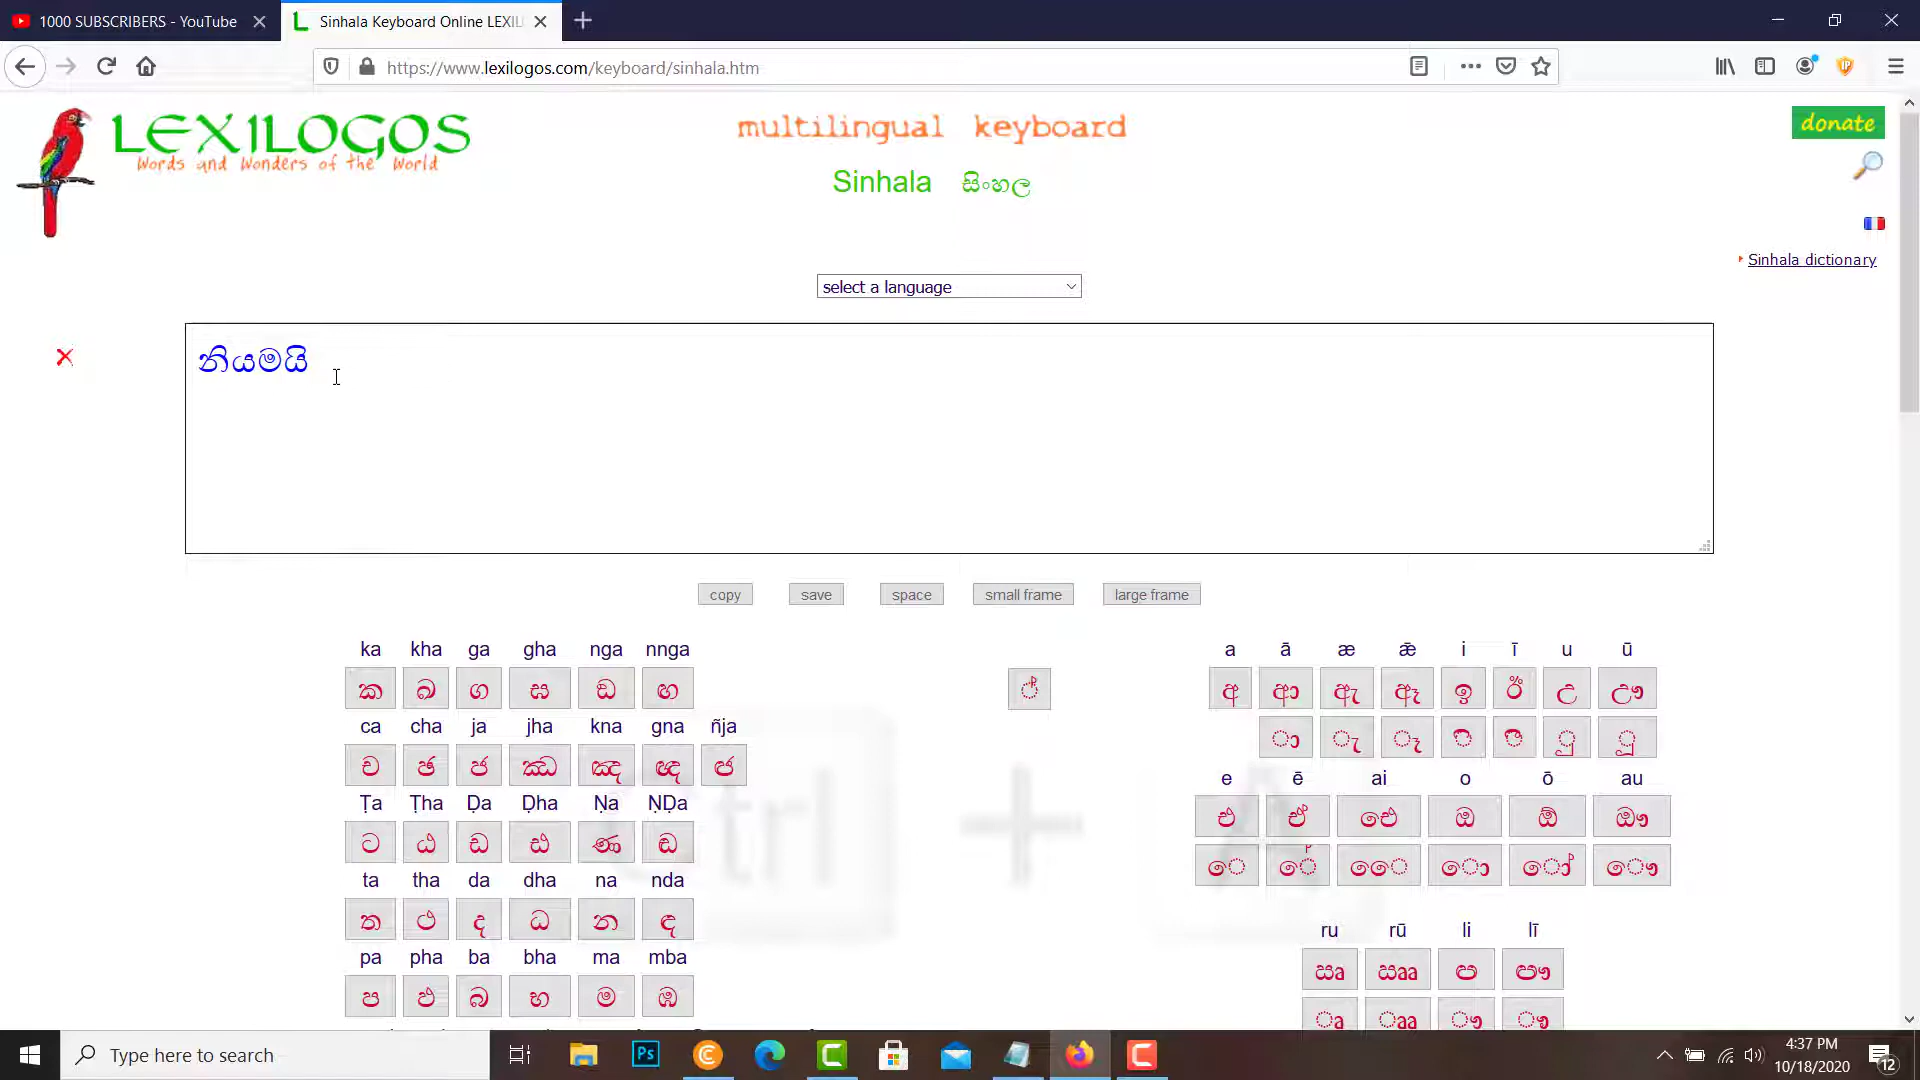 1000 SUBSCRIBERS - YouTube
Sinhala Keyboard Online LEXIL
https://www.lexilogos.com/keyboard/sinhala.htm
LEXILOGOS
Words and Wonders of the World
multilingual keyboard
Sinhala සිංහල
donate
Sinhala dictionary
select a language
නියමයි
copy save space small frame large frame
ka kha ga gha nga nnga
ක ඛ ග ඝ ඞ ඟ
ca cha ja jha kna gna ñja
ච ඡ ජ ඣ ඤ ඥ ඦ
Ṭa Ṭha Ḍa Ḍha Ṇa ṆḌa
ට ඨ ඩ ඪ ණ ඬ
ta tha da dha na nda
ත ථ ද ධ න ඳ
pa pha ba bha ma mba
ප ඵ බ භ ම ඹ
්
a ā æ ǣ i ī u ū
අ ආ ඇ ඈ ඉ ඊ උ ඌ
ා ැ ෑ ි ී ු ූ
e ē ai o ō au
එ ඒ ඓ ඔ ඕ ඖ
ෙ ේ ෛ ො ෝ ෞ
ru rū li lī
ඍ ඎ ඏ ඐ
ෘ ෲ ෟ ෟ
Ctrl + A
Type here to search
Ps
4:37 PM
10/18/2020
12